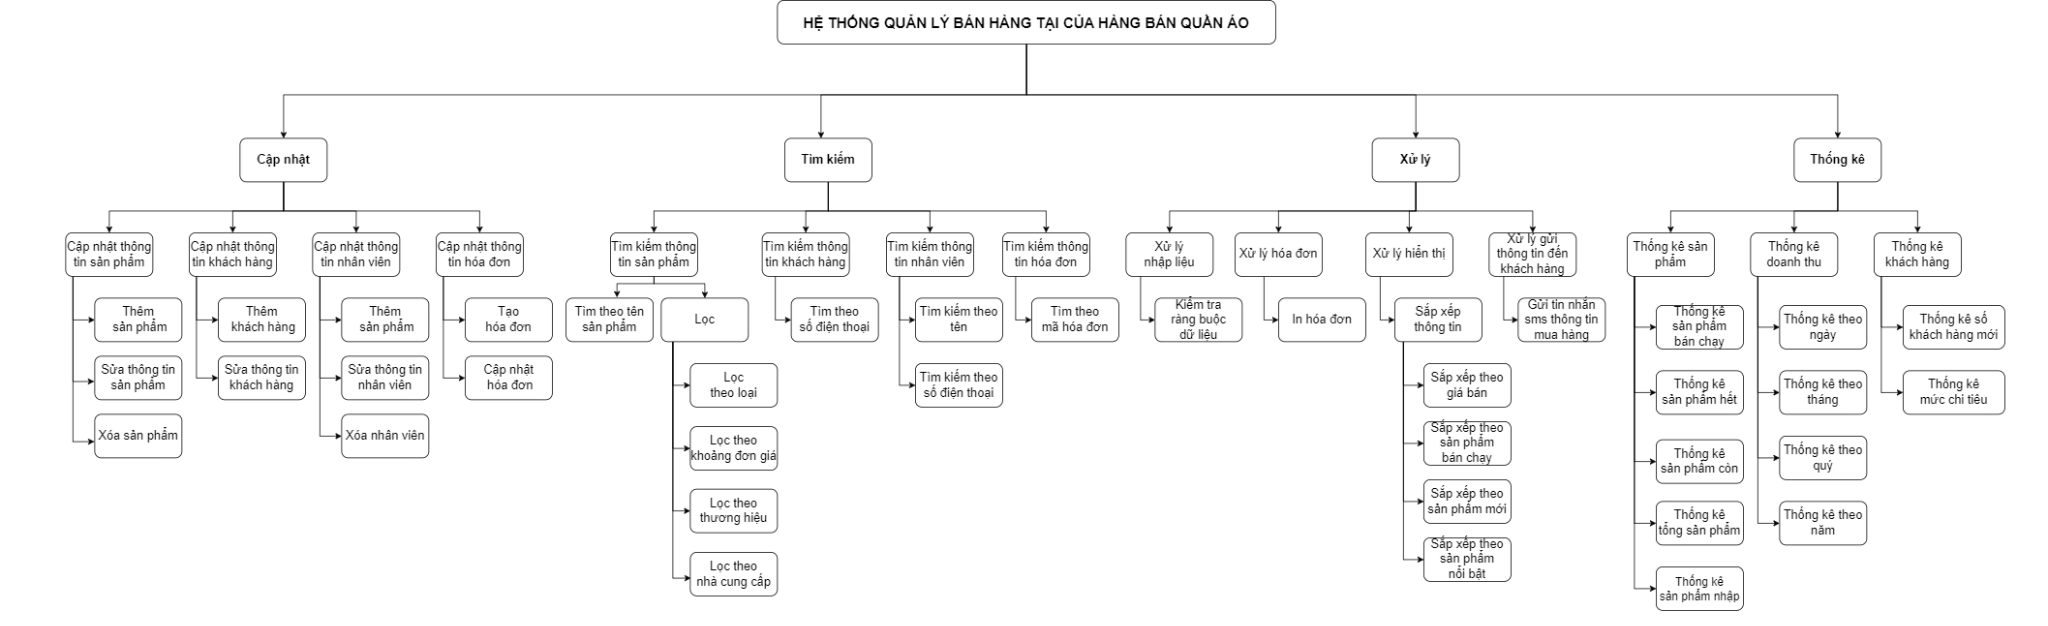 HỆ THỐNG QUẢN LÝ BÁN HÀNG TẠI CỦA HÀNG BÁN QUẦN ÁO
Cập nhật
Tìm kiếm
Xử lý
Thống kê
Cập nhật thông
tin sản phẩm
Cập nhật thông
tin khách hàng
Cập nhật thông
tin nhân viên
Cập nhật thông
tin hóa đơn
Tìm kiếm thông
tin sản phẩm
Tìm kiếm thông
tin khách hàng
Tìm kiếm thông
tin nhân viên
Tìm kiếm thông
tin hóa đơn
Xử lý
nhập liệu
Xử lý hóa đơn
Xử lý hiển thị
Xử lý gửi
thông tin đến
khách hàng
Thống kê sản
phẩm
Thống kê
doanh thu
Thống kê
khách hàng
Thêm
sản phẩm
Thêm
khách hàng
Thêm
sản phẩm
Tạo
hóa đơn
Tìm theo tên
sản phẩm
Lọc
Tìm theo
số điện thoại
Tìm kiếm theo
tên
Tìm theo
mã hóa đơn
Kiểm tra
ràng buộc
dữ liệu
In hóa đơn
Sắp xếp
thông tin
Gửi tin nhắn
sms thông tin
mua hàng
Thống kê
sản phẩm
bán chạy
Thống kê theo
ngày
Thống kê số
khách hàng mới
Sửa thông tin
sản phẩm
Sửa thông tin
khách hàng
Sửa thông tin
nhân viên
Cập nhật
hóa đơn
Lọc
theo loại
Tìm kiếm theo
số điện thoại
Sắp xếp theo
giá bán
Thống kê
sản phẩm hết
Thống kê theo
tháng
Thống kê
mức chi tiêu
Xóa sản phẩm
Xóa nhân viên
Lọc theo
khoảng đơn giá
Sắp xếp theo
sản phẩm
bán chạy
Thống kê
sản phẩm còn
Thống kê theo
quý
Lọc theo
thương hiệu
Sắp xếp theo
sản phẩm mới
Thống kê
tổng sản phẩm
Thống kê theo
năm
Lọc theo
nhà cung cấp
Sắp xếp theo
sản phẩm
nổi bật
Thống kê
sản phẩm nhập